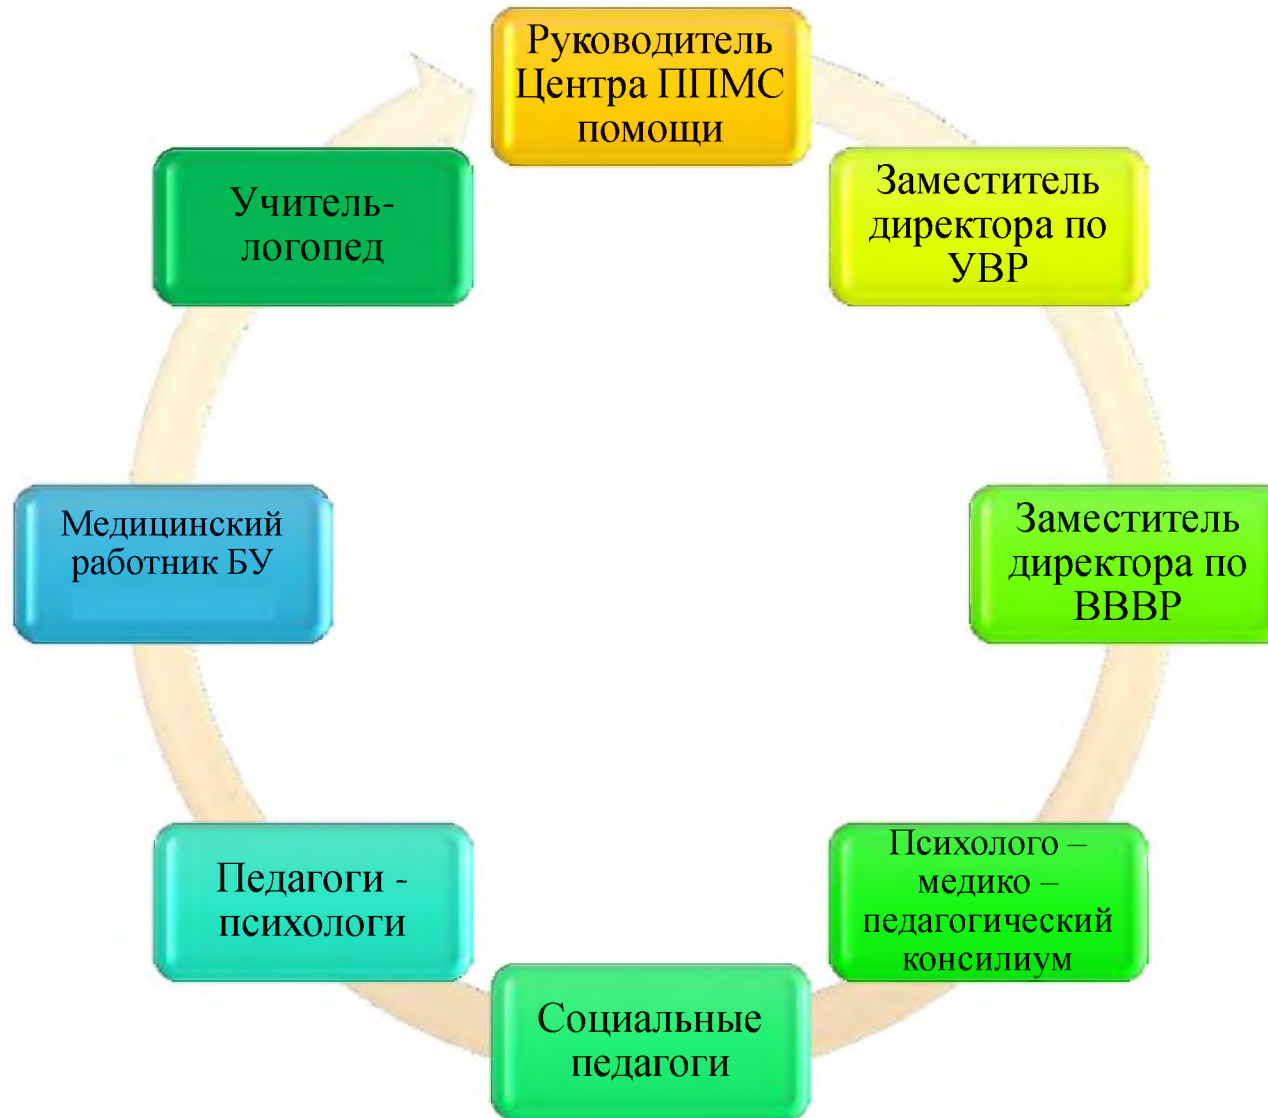 Руководитель
Центра ППМС
помощи
Заместитель
директора по
УВР
Заместитель
директора по
ВВВР
Психолого –
медико –
педагогический
консилиум
Социальные
педагоги
Педагоги -
психологи
Медицинский
работник БУ
Учитель-
логопед